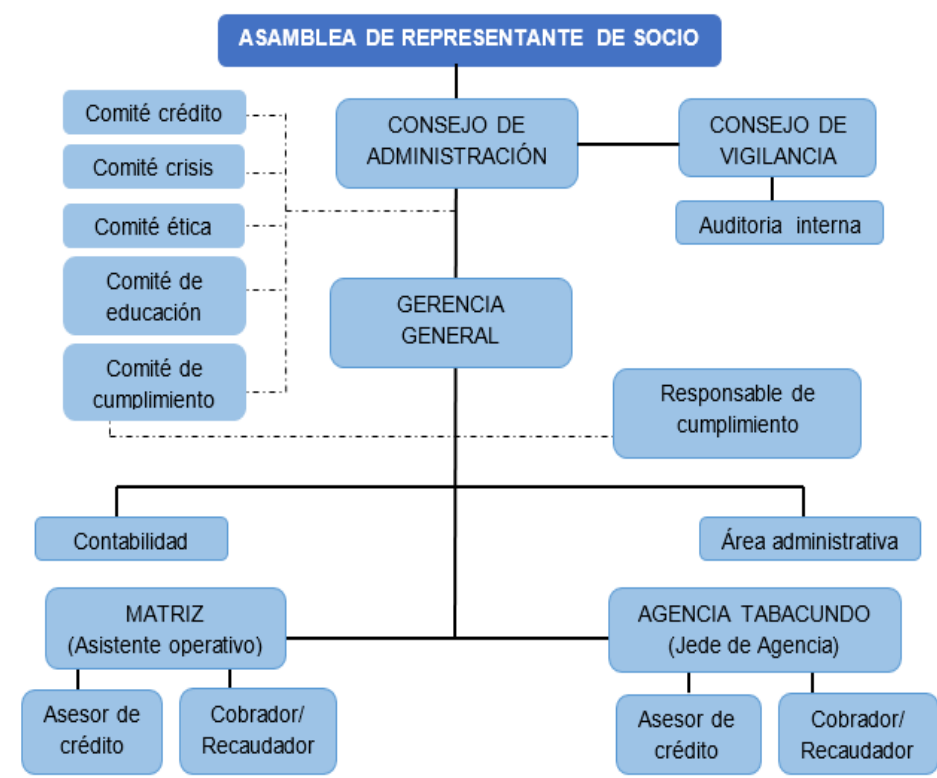 ASAMBLEA DE REPRESENTANTE DE SOCIO
Comité crédito
Comité crisis
Comité ética
Comité de
educación
Comité de
cumplimiento
CONSEJO DE
ADMINISTRACIÓN
CONSEJO DE
VIGILANCIA
Auditoria interna
GERENCIA
GENERAL
Responsable de
cumplimiento
Contabilidad
Área administrativa
MATRIZ
(Asistente operativo)
AGENCIA TABACUNDO
(Jede de Agencia)
Asesor de
crédito
Cobrador/
Recaudador
Asesor de
crédito
Cobrador/
Recaudador